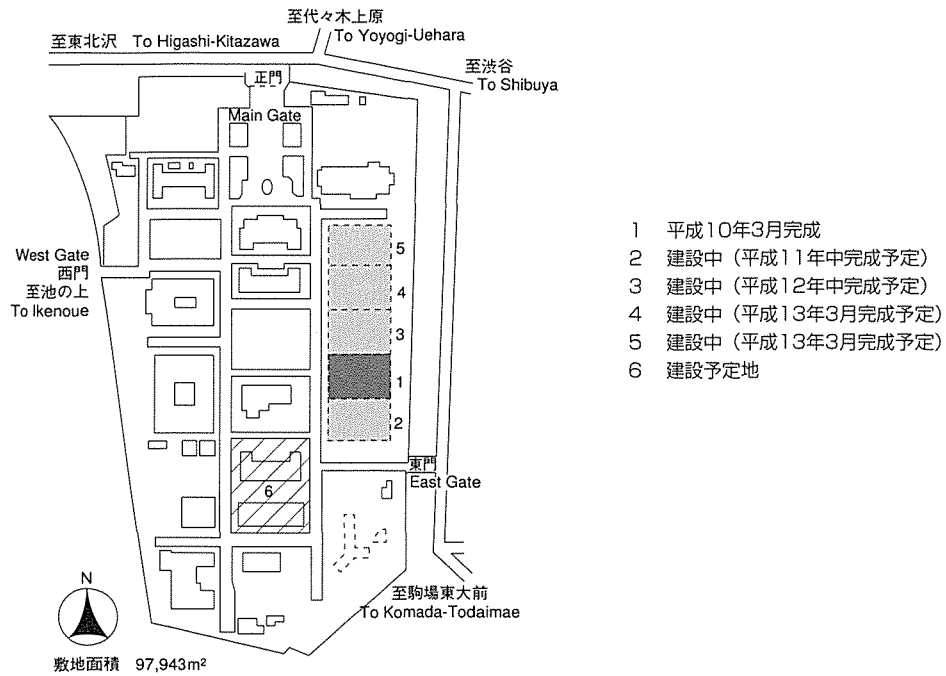 至代々木上原
To Yoyogi-Uehara
至東北沢 To Higashi-Kitazawa
至渋谷
To Shibuya
正門
Main Gate
West Gate
西門
至池の上
To Ikenoue
5
4
3
1
2
6
東門
East Gate
至駒場東大前
To Komada-Todaimae
N
敷地面積 97,943m²
1 平成10年3月完成
2 建設中（平成11年中完成予定）
3 建設中（平成12年中完成予定）
4 建設中（平成13年3月完成予定）
5 建設中（平成13年3月完成予定）
6 建設予定地